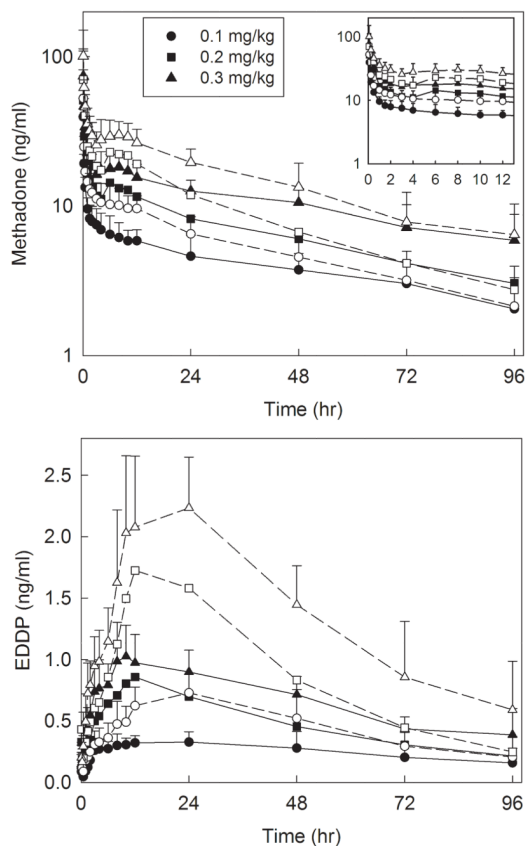 100
10
1
Methadone (ng/ml)
0.1 mg/kg
0.2 mg/kg
0.3 mg/kg
100
10
1
0 2 4 6 8 10 12
0 24 48 72 96
Time (hr)
2.5
2.0
1.5
1.0
0.5
0.0
EDDP (ng/ml)
0 24 48 72 96
Time (hr)